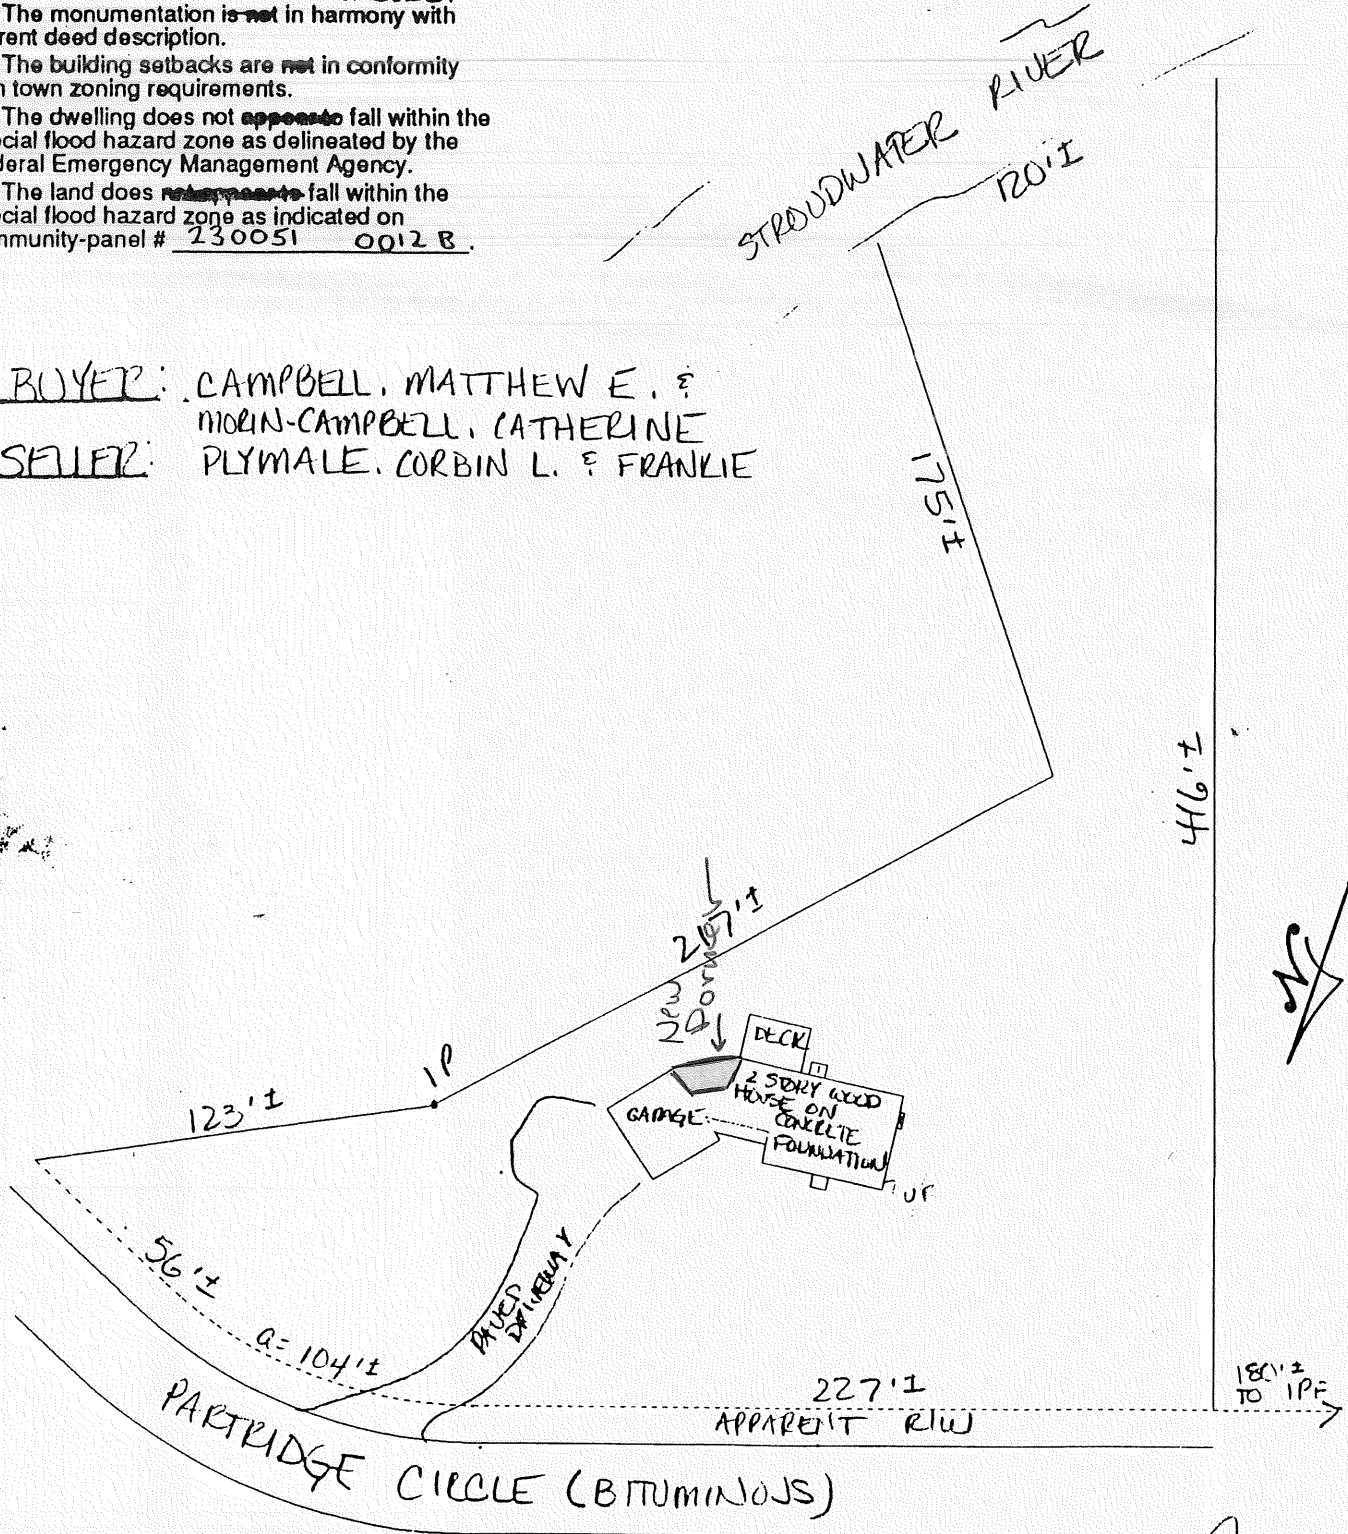 The monumentation is not in harmony with
rent deed description.
The building setbacks are not in conformity
town zoning requirements.
The dwelling does not appear to fall within the
cial flood hazard zone as delineated by the
deral Emergency Management Agency.
The land does not appear to fall within the
cial flood hazard zone as indicated on
mmunity-panel # 230051 0012 B.
STROUDWATER RIVER
120'±
BUYER: CAMPBELL, MATTHEW E. &
MORIN-CAMPBELL, CATHERINE
SELLER: PLYMALE, CORBIN L. & FRANKIE
175'±
416'±
217'±
New
Dormer
N
IP
123'±
DECK
2 STORY WOOD
HOUSE ON
CONCRETE
FOUNDATION
GARAGE
56'±
a= 104'±
PAVED
DRIVEWAY
227'±
APPARENT R/W
TO IPF
PARTRIDGE CIRCLE (BITUMINOUS)